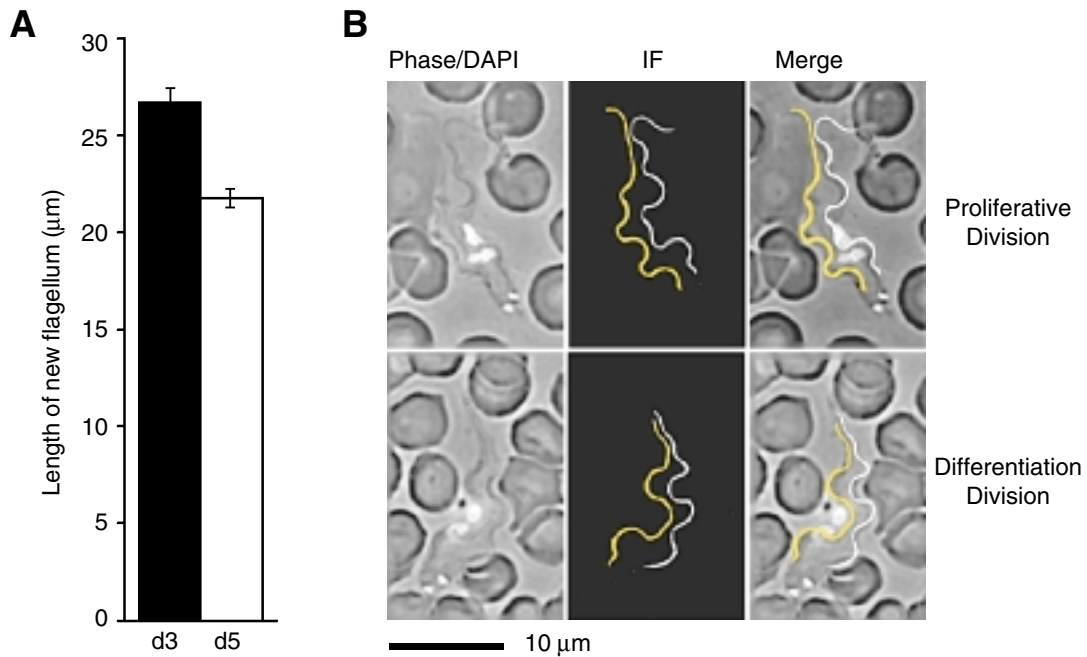 A
Length of new flagellum (μm)
30
25
20
15
10
5
0
d3 d5
B
Phase/DAPI IF Merge
Proliferative
Division
Differentiation
Division
10 μm